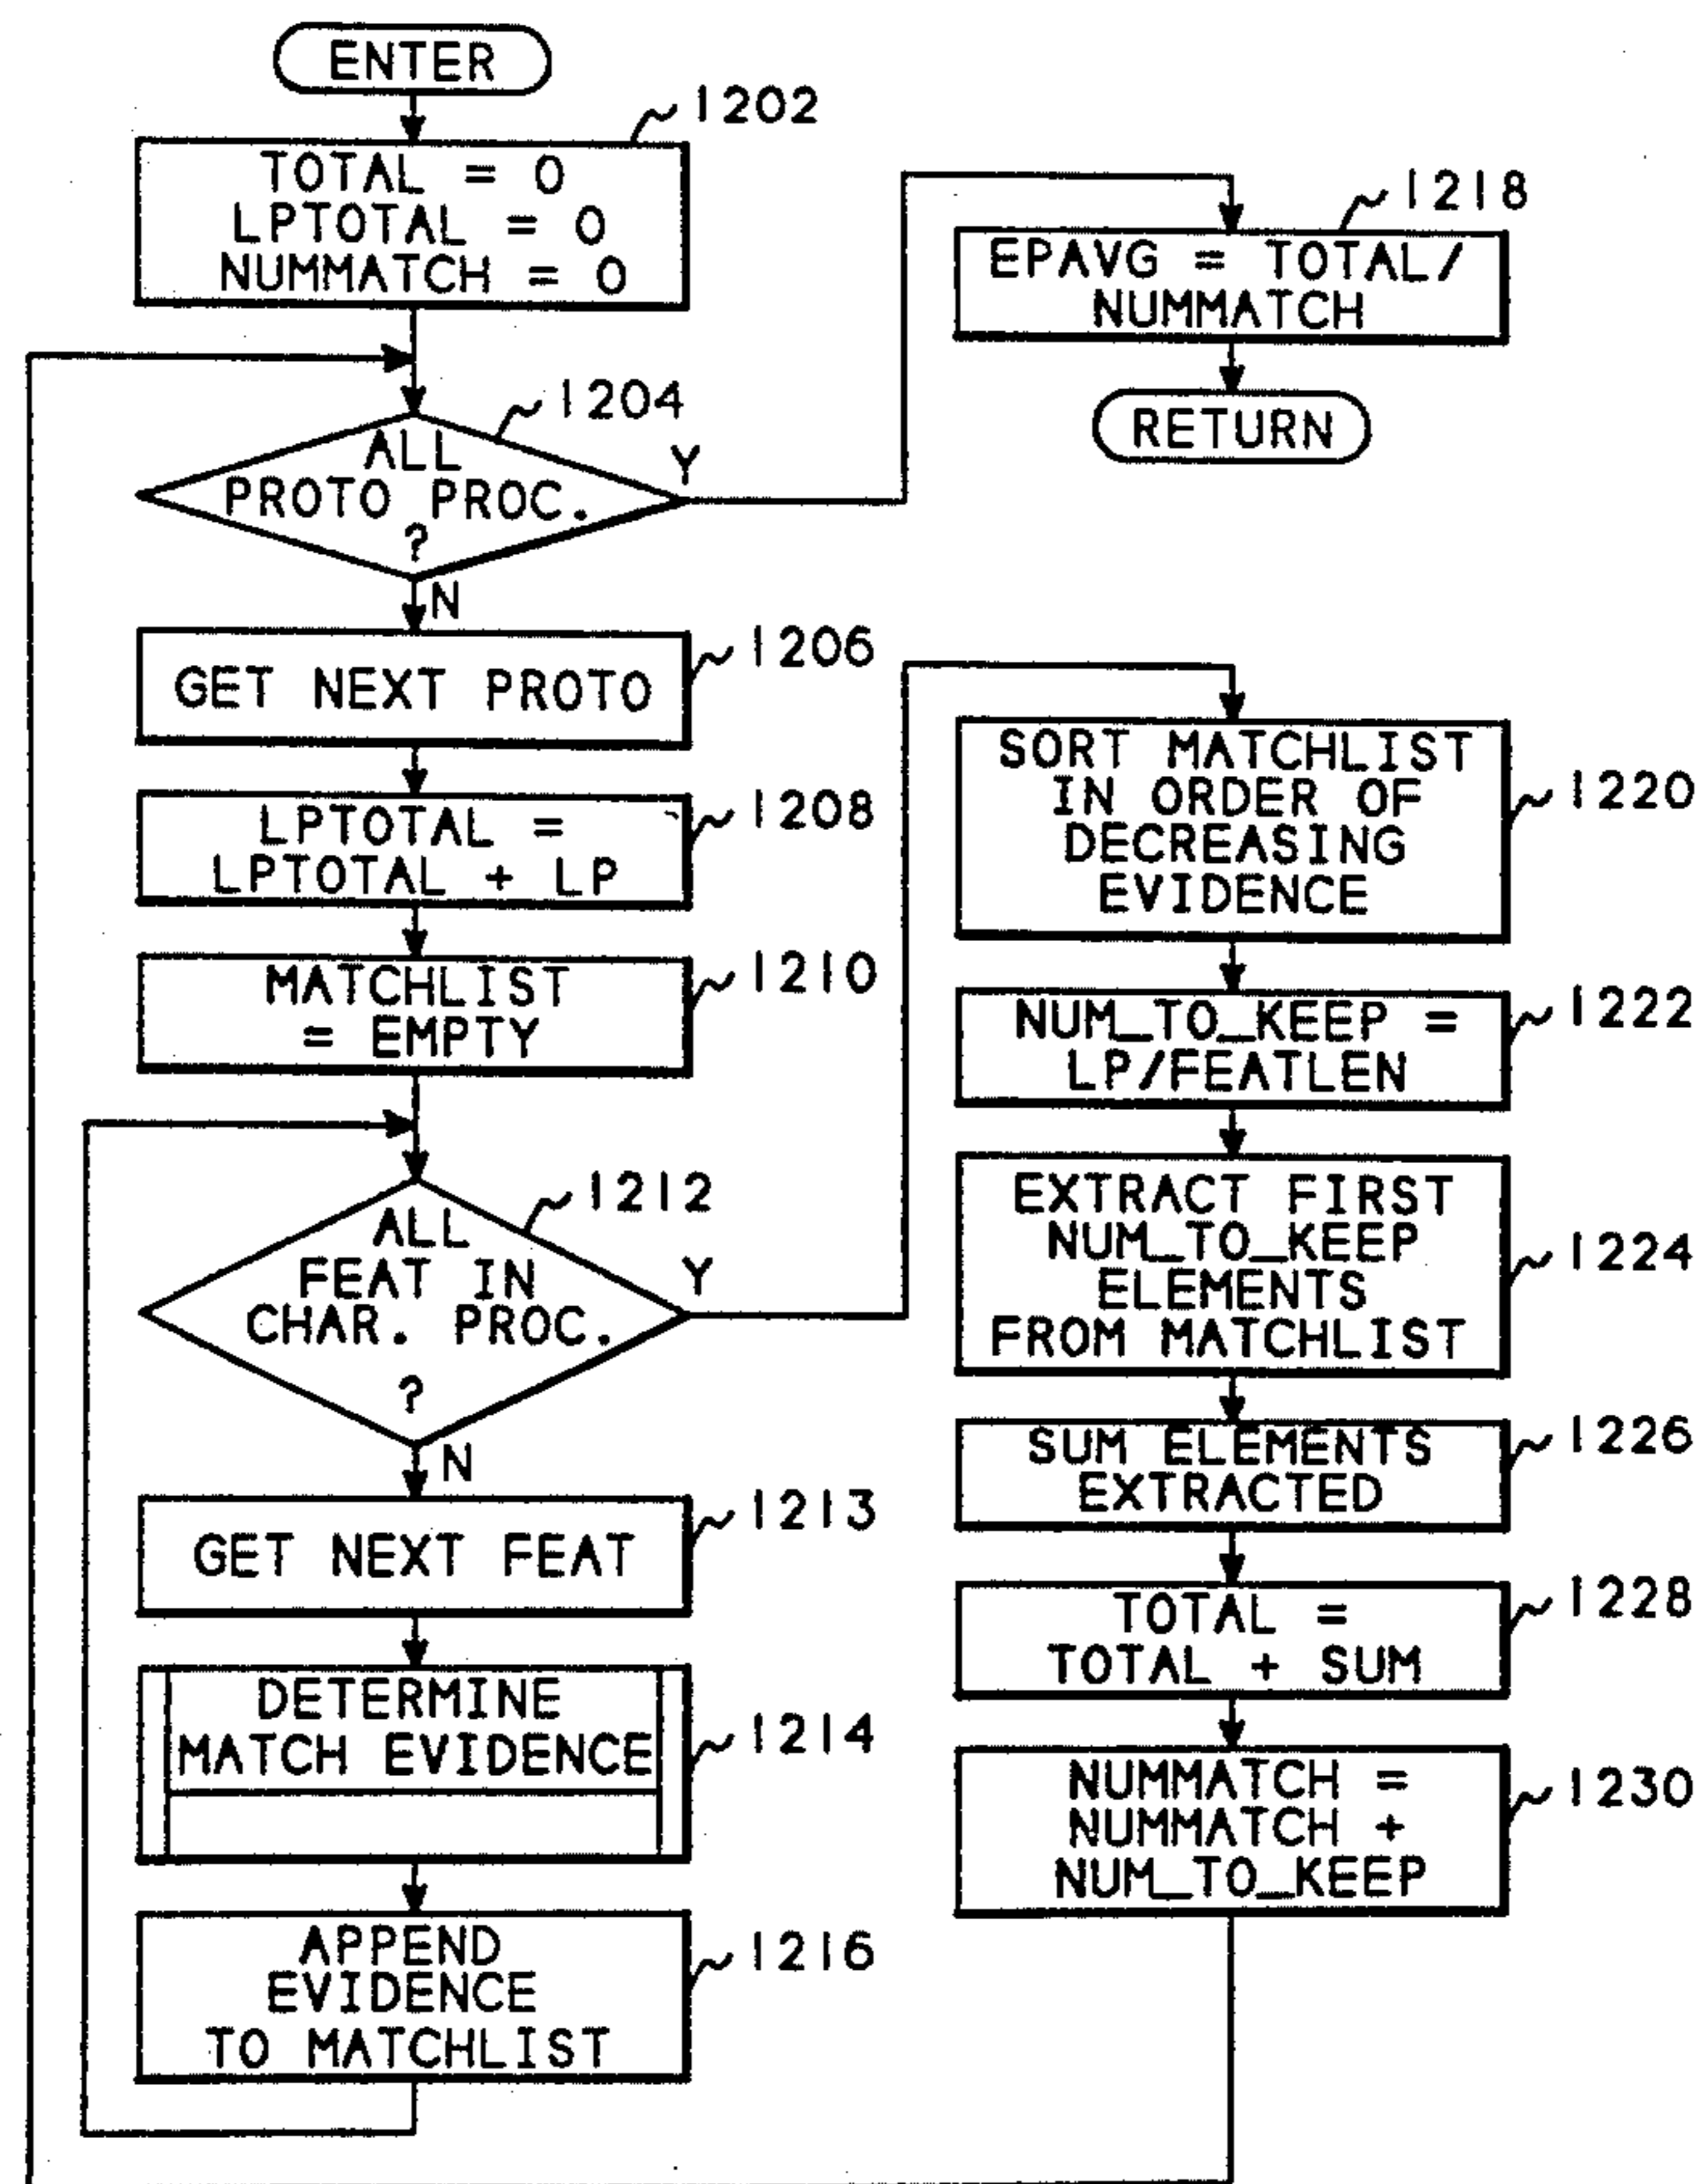 ENTER
1202
TOTAL = 0
LPTOTAL = 0
NUMMATCH = 0
1204
ALL
PROTO PROC.
?
Y
N
1218
EPAVG = TOTAL/
NUMMATCH
RETURN
1206
GET NEXT PROTO
1208
LPTOTAL =
LPTOTAL + LP
1210
MATCHLIST
= EMPTY
1212
ALL
FEAT IN
CHAR. PROC.
?
Y
N
1213
GET NEXT FEAT
1214
DETERMINE
MATCH EVIDENCE
1216
APPEND
EVIDENCE
TO MATCHLIST
1220
SORT MATCHLIST
IN ORDER OF
DECREASING
EVIDENCE
1222
NUM_TO_KEEP =
LP/FEATLEN
1224
EXTRACT FIRST
NUM_TO_KEEP
ELEMENTS
FROM MATCHLIST
1226
SUM ELEMENTS
EXTRACTED
1228
TOTAL =
TOTAL + SUM
1230
NUMMATCH =
NUMMATCH +
NUM_TO_KEEP